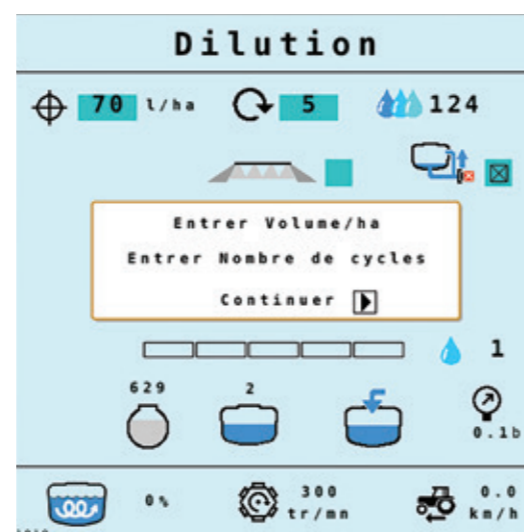 Dilution
70 l/ha 5 124
Entrer Volume/ha
Entrer Nombre de cycles
Continuer
1
629 2
0.1b
0% 300 tr/mn 0.0 km/h